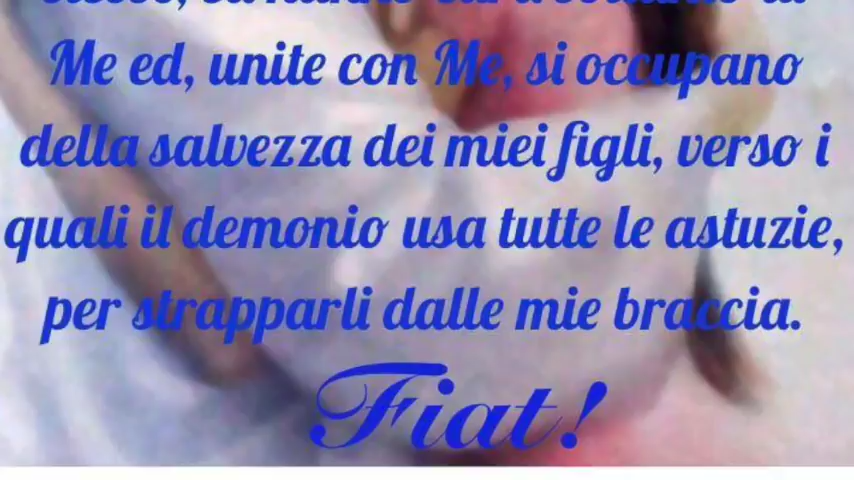 Me ed, unite con Me, si occupano
della salvezza dei miei figli, verso i
quali il demonio usa tutte le astuzie,
per strapparli dalle mie braccia.
Fiat!